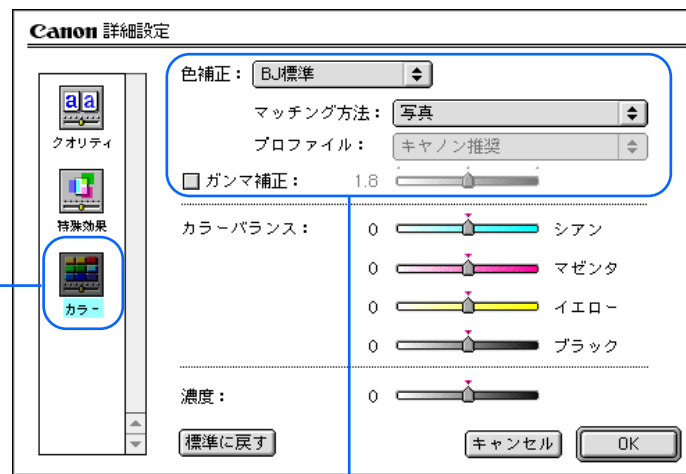 Canon 詳細設定
aa
クオリティ
特殊効果
カラー
色補正： BJ標準
マッチング方法： 写真
プロファイル： キヤノン推奨
ガンマ補正： 1.8
カラーバランス： 0 シアン
0 マゼンタ
0 イエロー
0 ブラック
濃度： 0
標準に戻す キャンセル OK